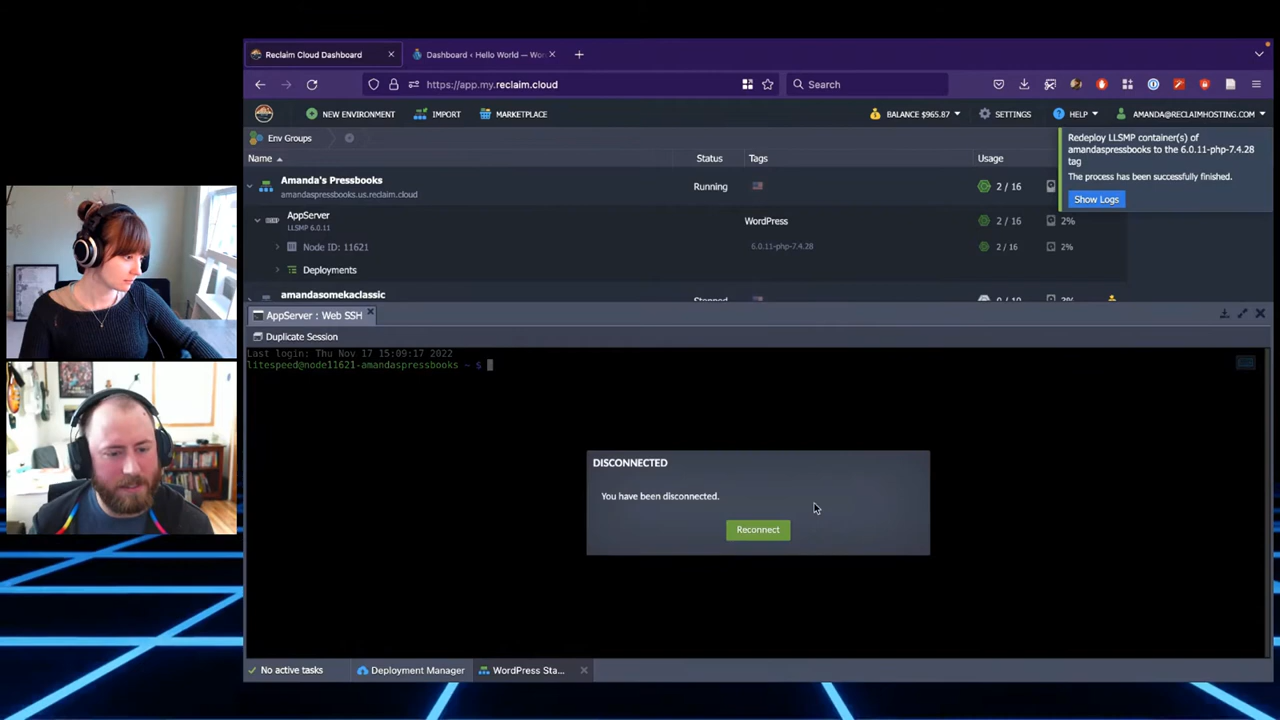 Reclaim Cloud Dashboard
Dashboard ‹ Hello World — Wor
https://app.my.reclaim.cloud
Search
NEW ENVIRONMENT
IMPORT
MARKETPLACE
BALANCE $965.87
SETTINGS
HELP
AMANDA@RECLAIMHOSTING.COM
Env Groups
Name
Status
Tags
Usage
Redeploy LLSMP container(s) of
amandaspressbooks to the 6.0.11-php-7.4.28
tag
The process has been successfully finished.
Show Logs
Amanda's Pressbooks
amandaspressbooks.us.reclaim.cloud
Running
2 / 16
AppServer
LLSMP 6.0.11
WordPress
2 / 16
2%
Node ID: 11621
6.0.11-php-7.4.28
2 / 16
2%
Deployments
amandasomekaclassic
Stopped
AppServer : Web SSH
Duplicate Session
Last login: Thu Nov 17 15:09:17 2022
litespeed@node11621-amandaspressbooks ~ $
DISCONNECTED
You have been disconnected.
Reconnect
No active tasks
Deployment Manager
WordPress Sta...